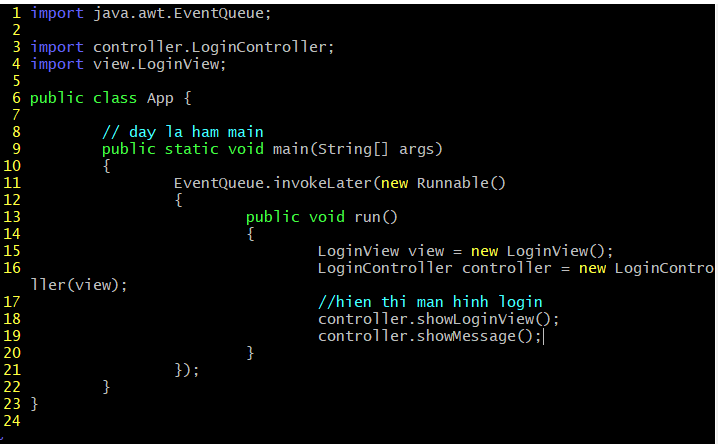 1 import java.awt.EventQueue;
2
3 import controller.LoginController;
4 import view.LoginView;
5
6 public class App {
7
8         // day la ham main
9         public static void main(String[] args)
10         {
11                 EventQueue.invokeLater(new Runnable()
12                 {
13                         public void run()
14                         {
15                                 LoginView view = new LoginView();
16                                 LoginController controller = new LoginContro
ller(view);
17                                 //hien thi man hinh login
18                                 controller.showLoginView();
19                                 controller.showMessage();
20                         }
21                 });
22         }
23 }
24